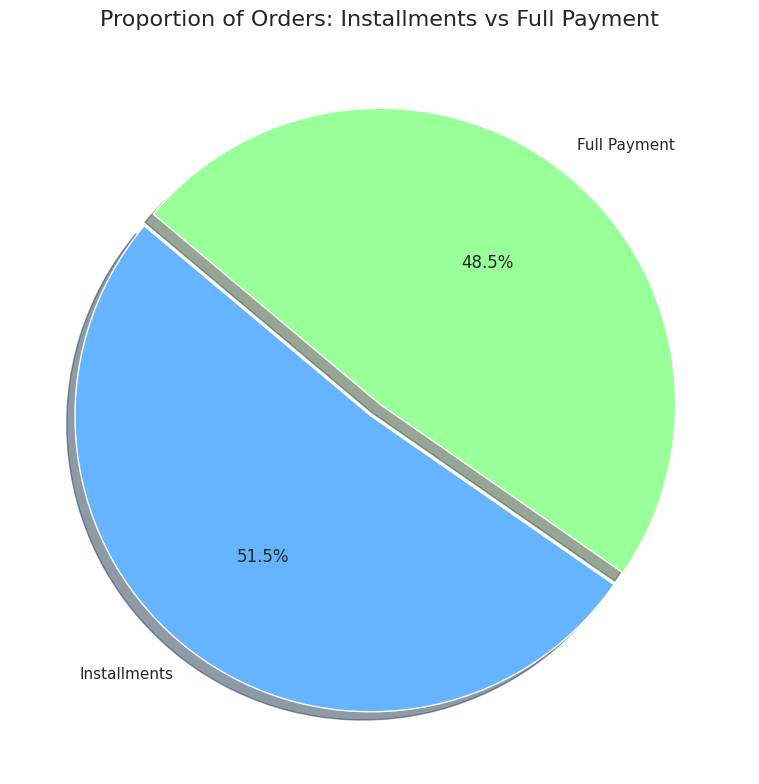 Proportion of Orders: Installments vs Full Payment
Full Payment
48.5%
51.5%
Installments